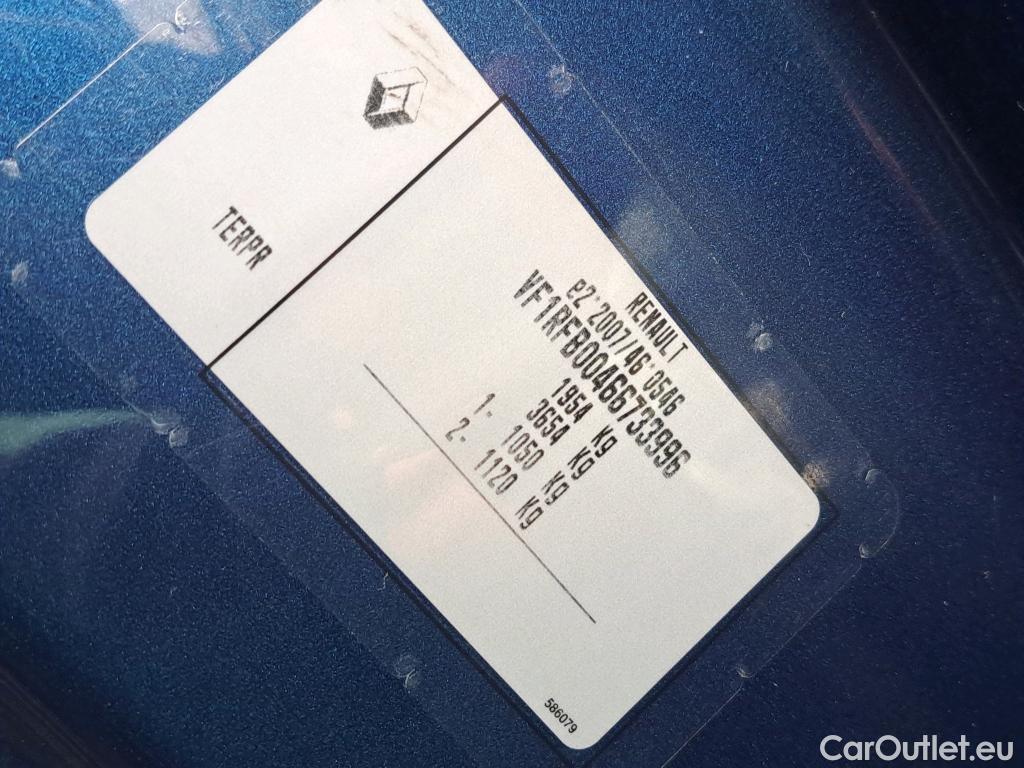 TERPR
RENAULT
e2*2007/46*0546
VF1RFB00466733996
1954 Kg
3654 Kg
1- 1050 Kg
2- 1120 Kg
586079
CarOutlet.eu